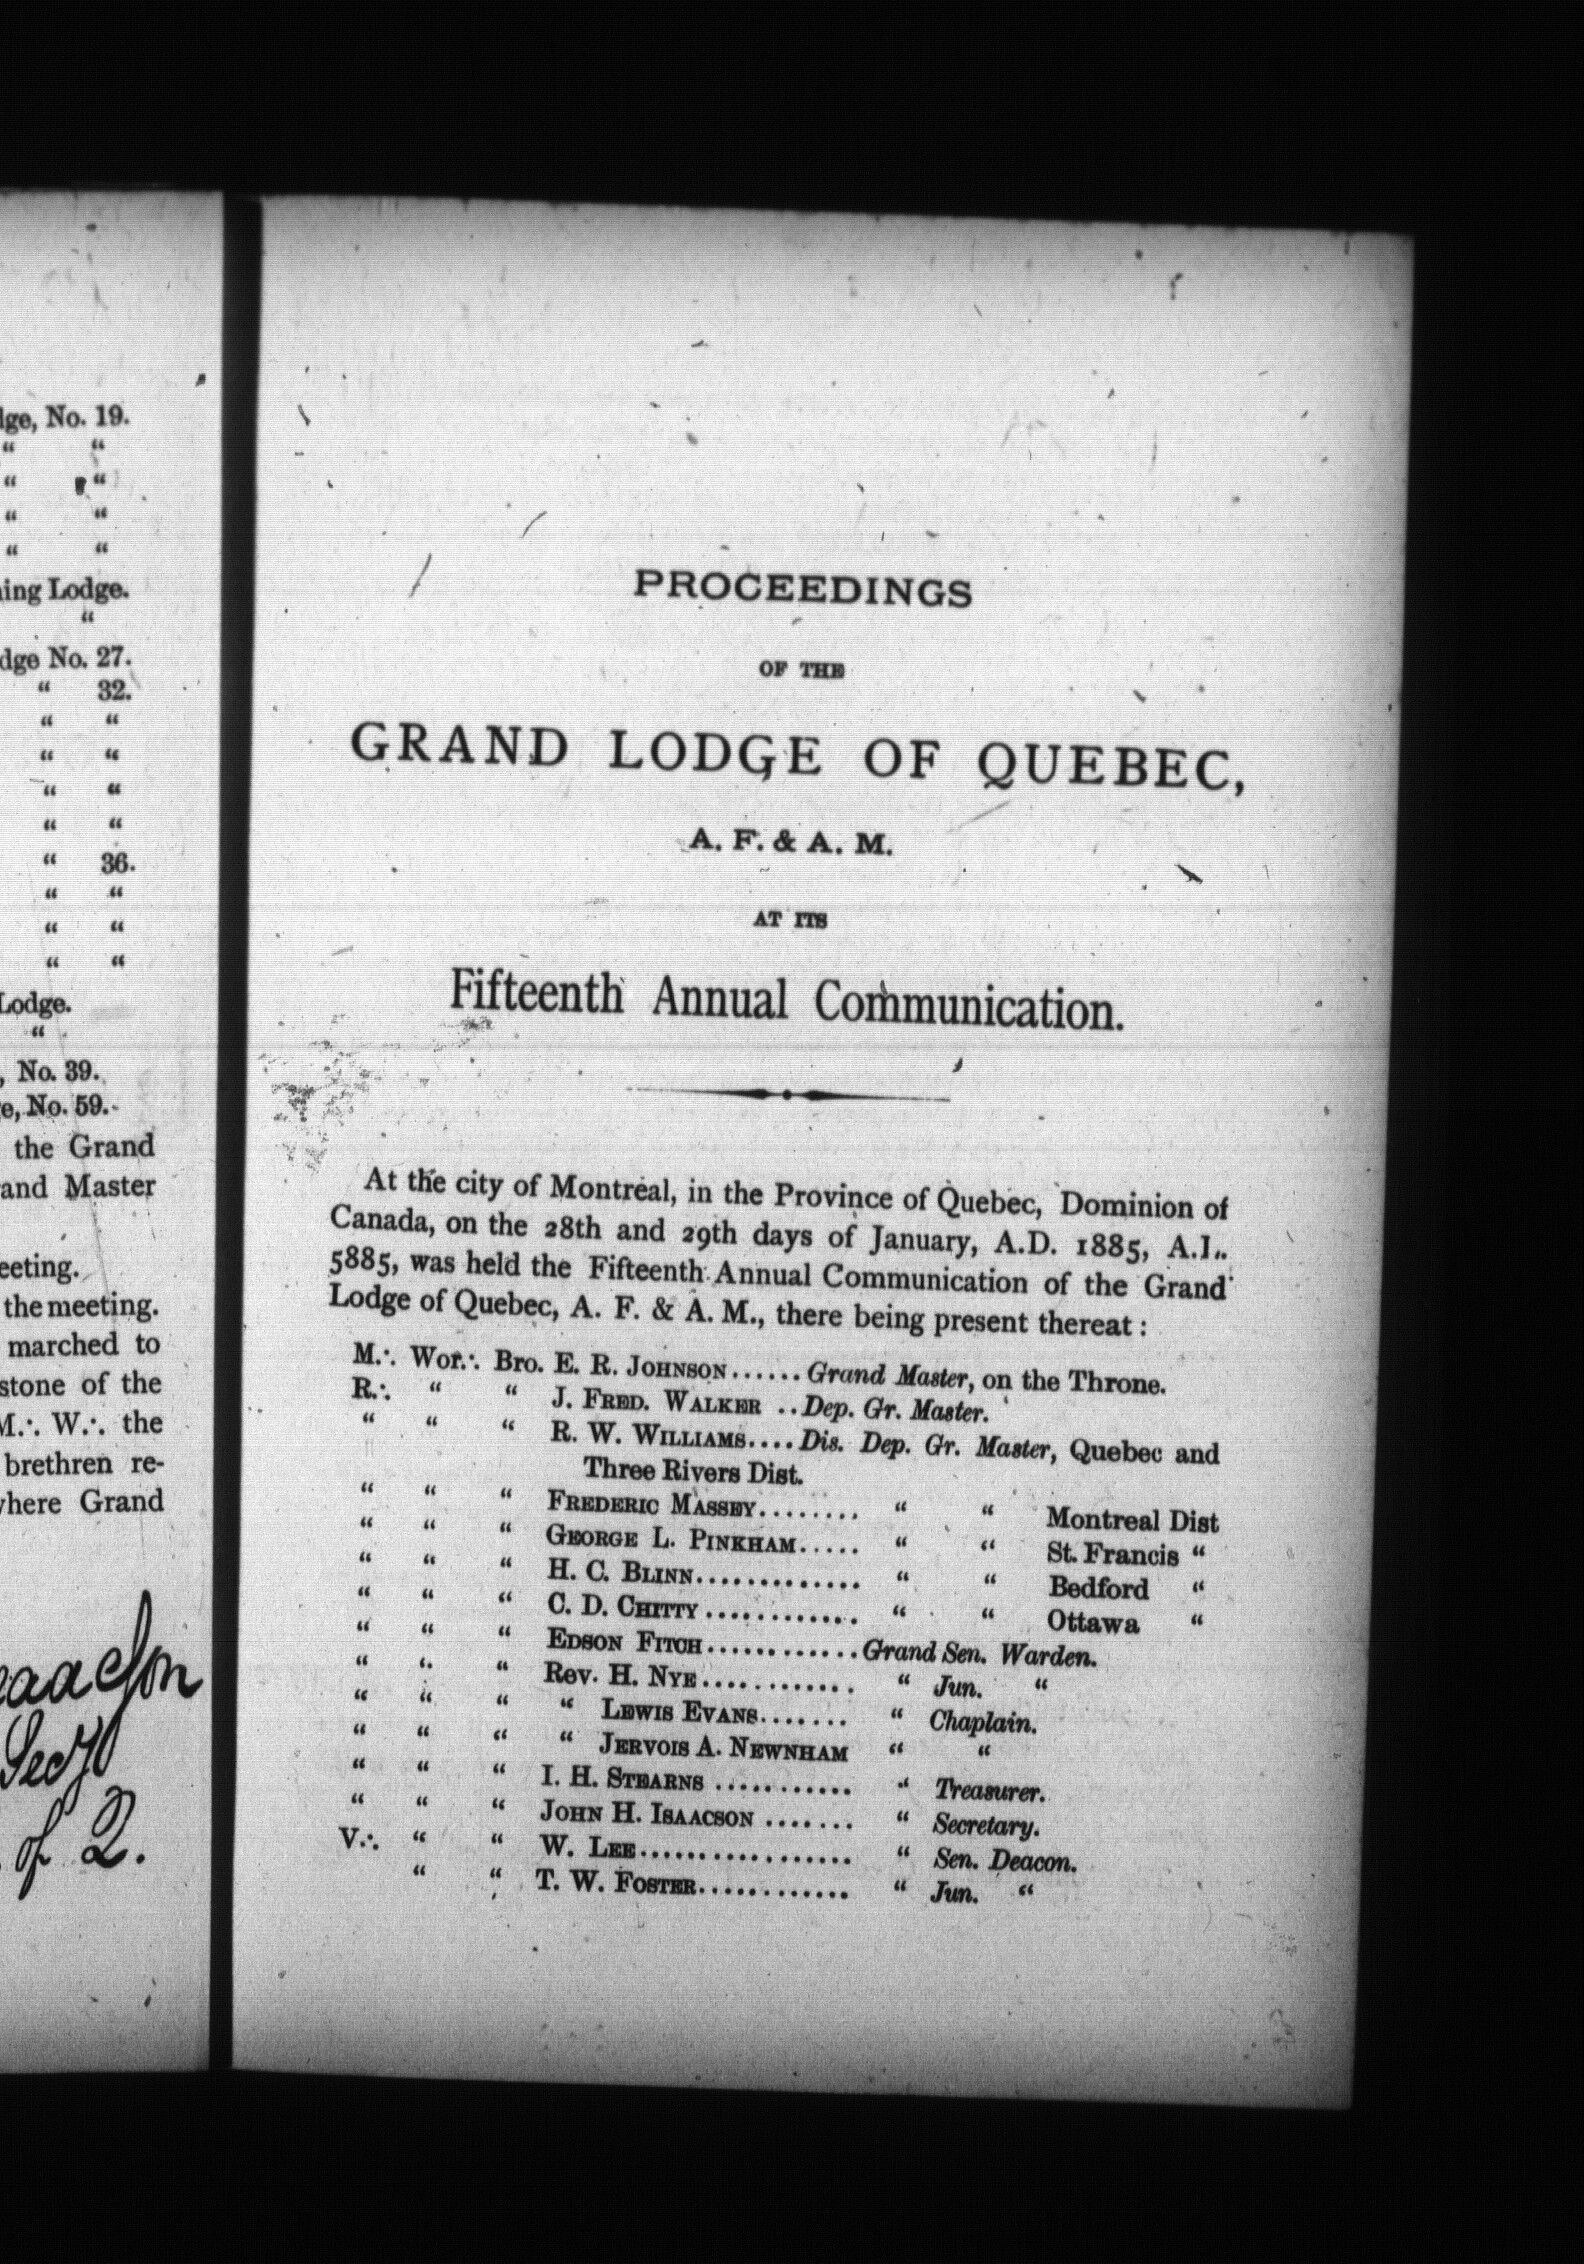 dge, No. 19.
“ “
“ “
“ “
“ “
ning Lodge.
“
dge No. 27.
“ 32.
“ “
“ “
“ “
“ “
“ 36.
“ “
“ “
“ “
Lodge.
“
, No. 39.
e, No. 59.
the Grand
and Master
eeting.
the meeting.
marched to
stone of the
M.·. W.·. the
brethren re-
where Grand
aacson
Secy
of Q.
PROCEEDINGS
OF THE
GRAND LODGE OF QUEBEC,
A. F. & A. M.
AT ITS
Fifteenth Annual Communication.
At the city of Montreal, in the Province of Quebec, Dominion of
Canada, on the 28th and 29th days of January, A.D. 1885, A.L.
5885, was held the Fifteenth Annual Communication of the Grand
Lodge of Quebec, A. F. & A. M., there being present thereat :
M.·. Wor.·. Bro. E. R. JOHNSON......Grand Master, on the Throne.
R.·. “ “ J. FRED. WALKER ..Dep. Gr. Master.
“ “ “ R. W. WILLIAMS....Dis. Dep. Gr. Master, Quebec and
Three Rivers Dist.
“ “ “ FREDERIC MASSEY........ “ “ Montreal Dist
“ “ “ GEORGE L. PINKHAM..... “ “ St. Francis “
“ “ “ H. C. BLINN............. “ “ Bedford “
“ “ “ C. D. CHITTY ............ “ “ Ottawa “
“ “ “ EDSON FITCH............Grand Sen. Warden.
“ “ “ Rev. H. NYE............ “ Jun. “
“ “ “ “ LEWIS EVANS....... “ Chaplain.
“ “ “ “ JERVOIS A. NEWNHAM “ “
“ “ “ I. H. STEARNS ........... “ Treasurer.
“ “ “ JOHN H. ISAACSON ....... “ Secretary.
V.·. “ “ W. LEE................. “ Sen. Deacon.
“ “ T. W. FOSTER............ “ Jun. “